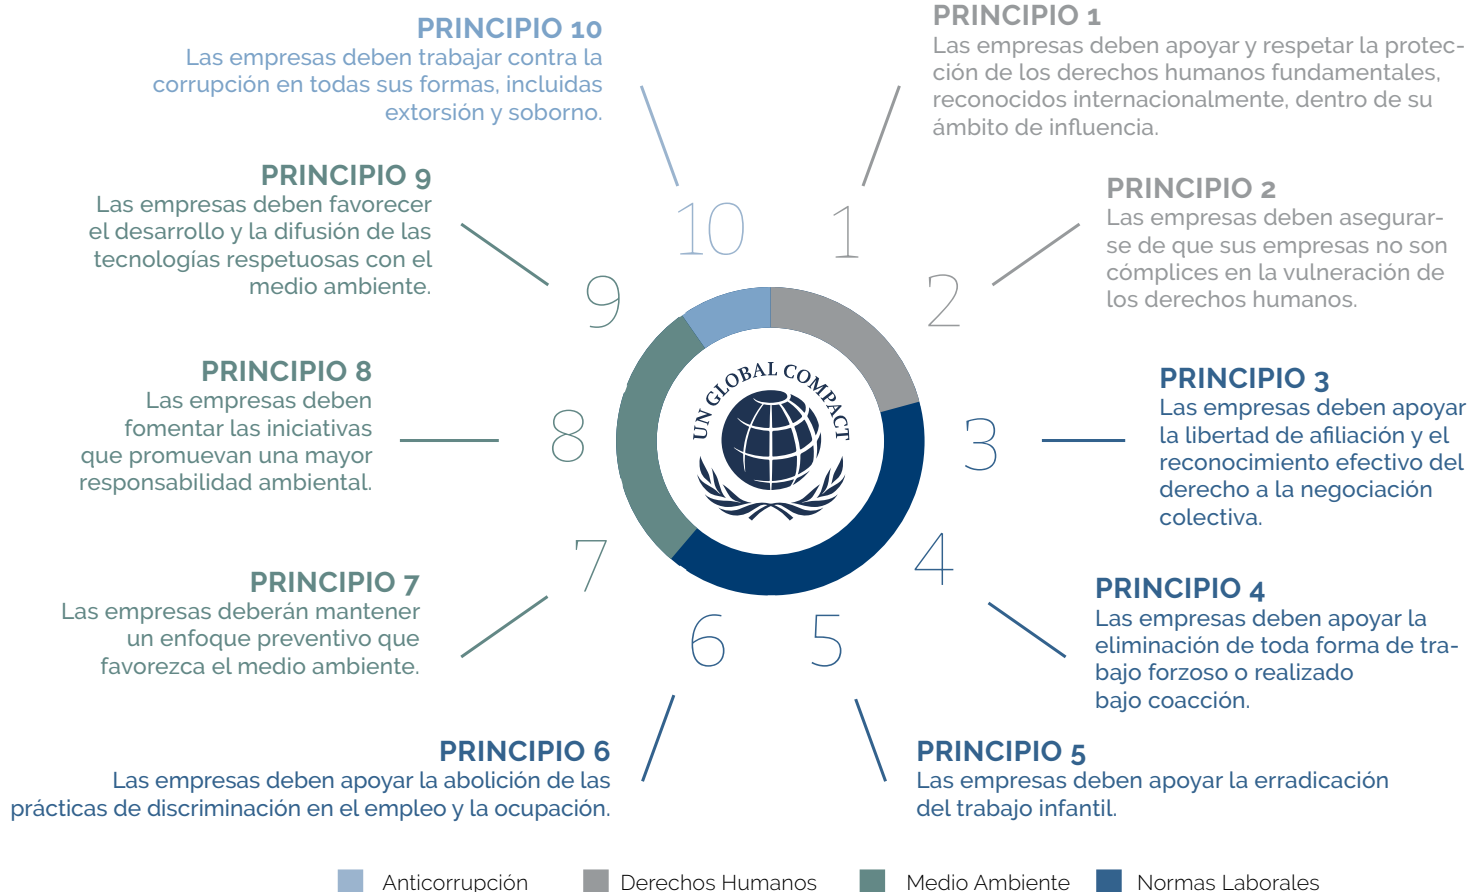 PRINCIPIO 10
Las empresas deben trabajar contra la
corrupción en todas sus formas, incluidas
extorsión y soborno.
PRINCIPIO 1
Las empresas deben apoyar y respetar la protec-
ción de los derechos humanos fundamentales,
reconocidos internacionalmente, dentro de su
ámbito de influencia.
PRINCIPIO 9
Las empresas deben favorecer
el desarrollo y la difusión de las
tecnologías respetuosas con el
medio ambiente.
PRINCIPIO 2
Las empresas deben asegurar-
se de que sus empresas no son
cómplices en la vulneración de
los derechos humanos.
10
1
9
2
PRINCIPIO 8
Las empresas deben
fomentar las iniciativas
que promuevan una mayor
responsabilidad ambiental.
8
UN GLOBAL COMPACT
3
PRINCIPIO 3
Las empresas deben apoyar
la libertad de afiliación y el
reconocimiento efectivo del
derecho a la negociación
colectiva.
7
4
PRINCIPIO 7
Las empresas deberán mantener
un enfoque preventivo que
favorezca el medio ambiente.
6
5
PRINCIPIO 4
Las empresas deben apoyar la
eliminación de toda forma de tra-
bajo forzoso o realizado
bajo coacción.
PRINCIPIO 6
Las empresas deben apoyar la abolición de las
prácticas de discriminación en el empleo y la ocupación.
PRINCIPIO 5
Las empresas deben apoyar la erradicación
del trabajo infantil.
Anticorrupción
Derechos Humanos
Medio Ambiente
Normas Laborales